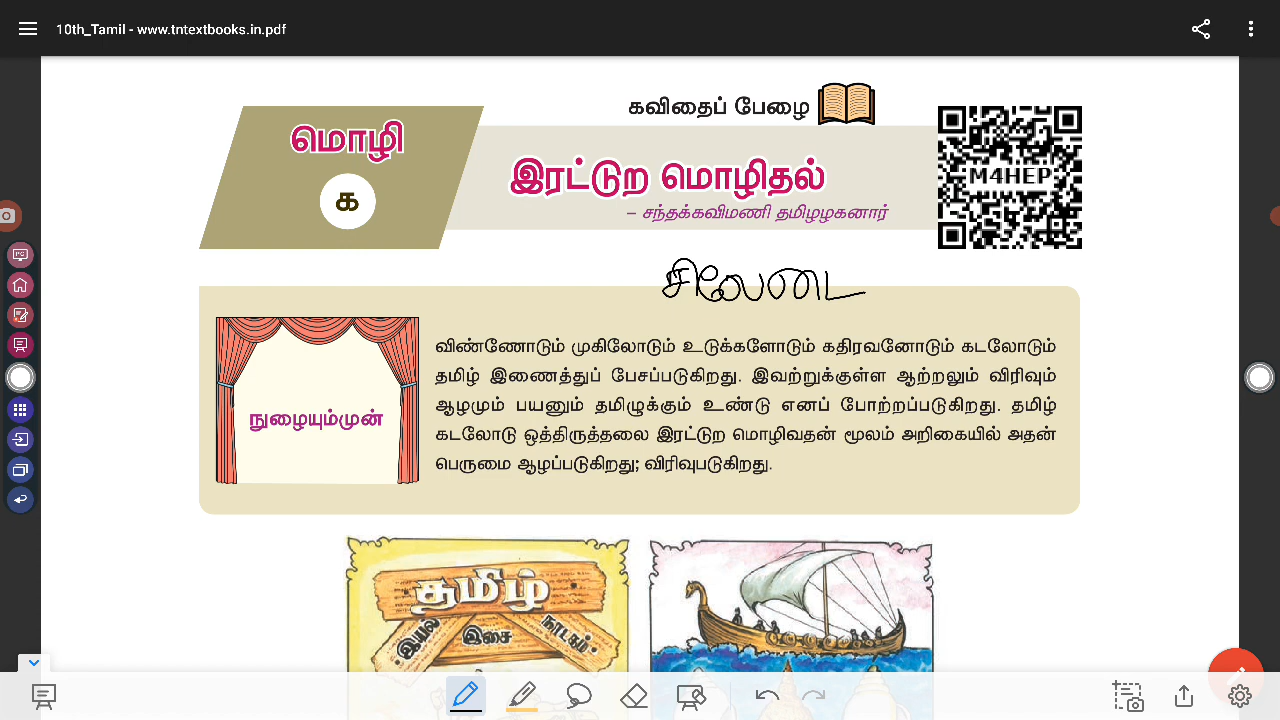 10th_Tamil - www.tntextbooks.in.pdf
கவிதைப் பேழை
மொழி
க
இரட்டுற மொழிதல்
– சந்தக்கவிமணி தமிழழகனார்
M4HEP
சிலேடை
நுழையும்முன்
விண்ணோடும் முகிலோடும் உடுக்களோடும் கதிரவனோடும் கடலோடும்
தமிழ் இணைத்துப் பேசப்படுகிறது. இவற்றுக்குள்ள ஆற்றலும் விரிவும்
ஆழமும் பயனும் தமிழுக்கும் உண்டு எனப் போற்றப்படுகிறது. தமிழ்
கடலோடு ஒத்திருத்தலை இரட்டுற மொழிவதன் மூலம் அறிகையில் அதன்
பெருமை ஆழப்படுகிறது; விரிவுபடுகிறது.
தமிழ்
இயல் இசை நாடகம்